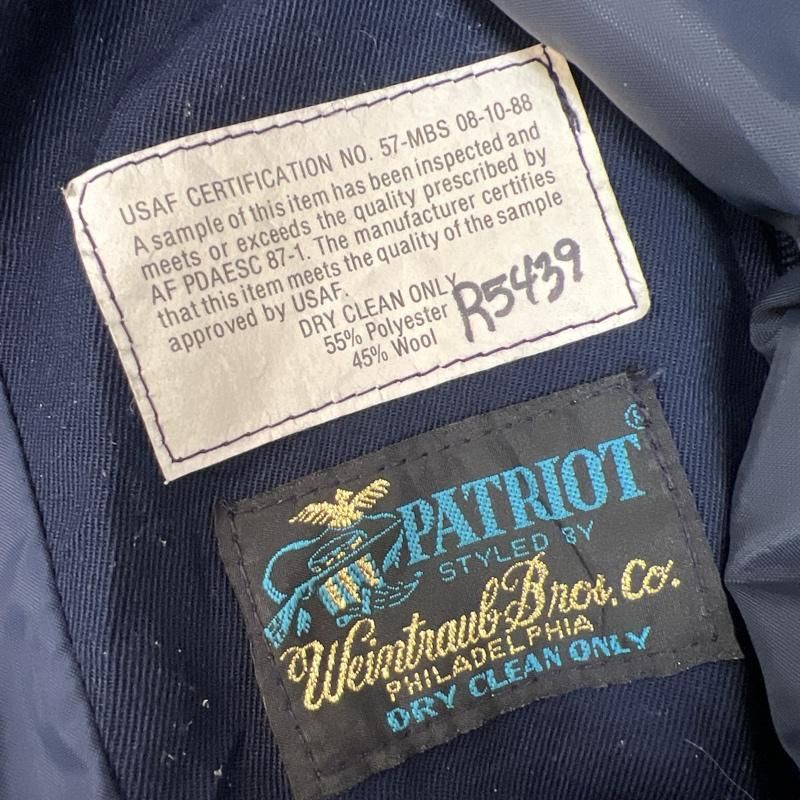 USAF CERTIFICATION NO. 57-MBS 08-10-88
A sample of this item has been inspected and
meets or exceeds the quality prescribed by
AF PDAESC 87-1. The manufacturer certifies
that this item meets the quality of the sample
approved by USAF.
DRY CLEAN ONLY
55% Polyester
45% Wool
R5439
PATRIOT®
STYLED BY
Weintraub Bros. Co.
PHILADELPHIA
DRY CLEAN ONLY